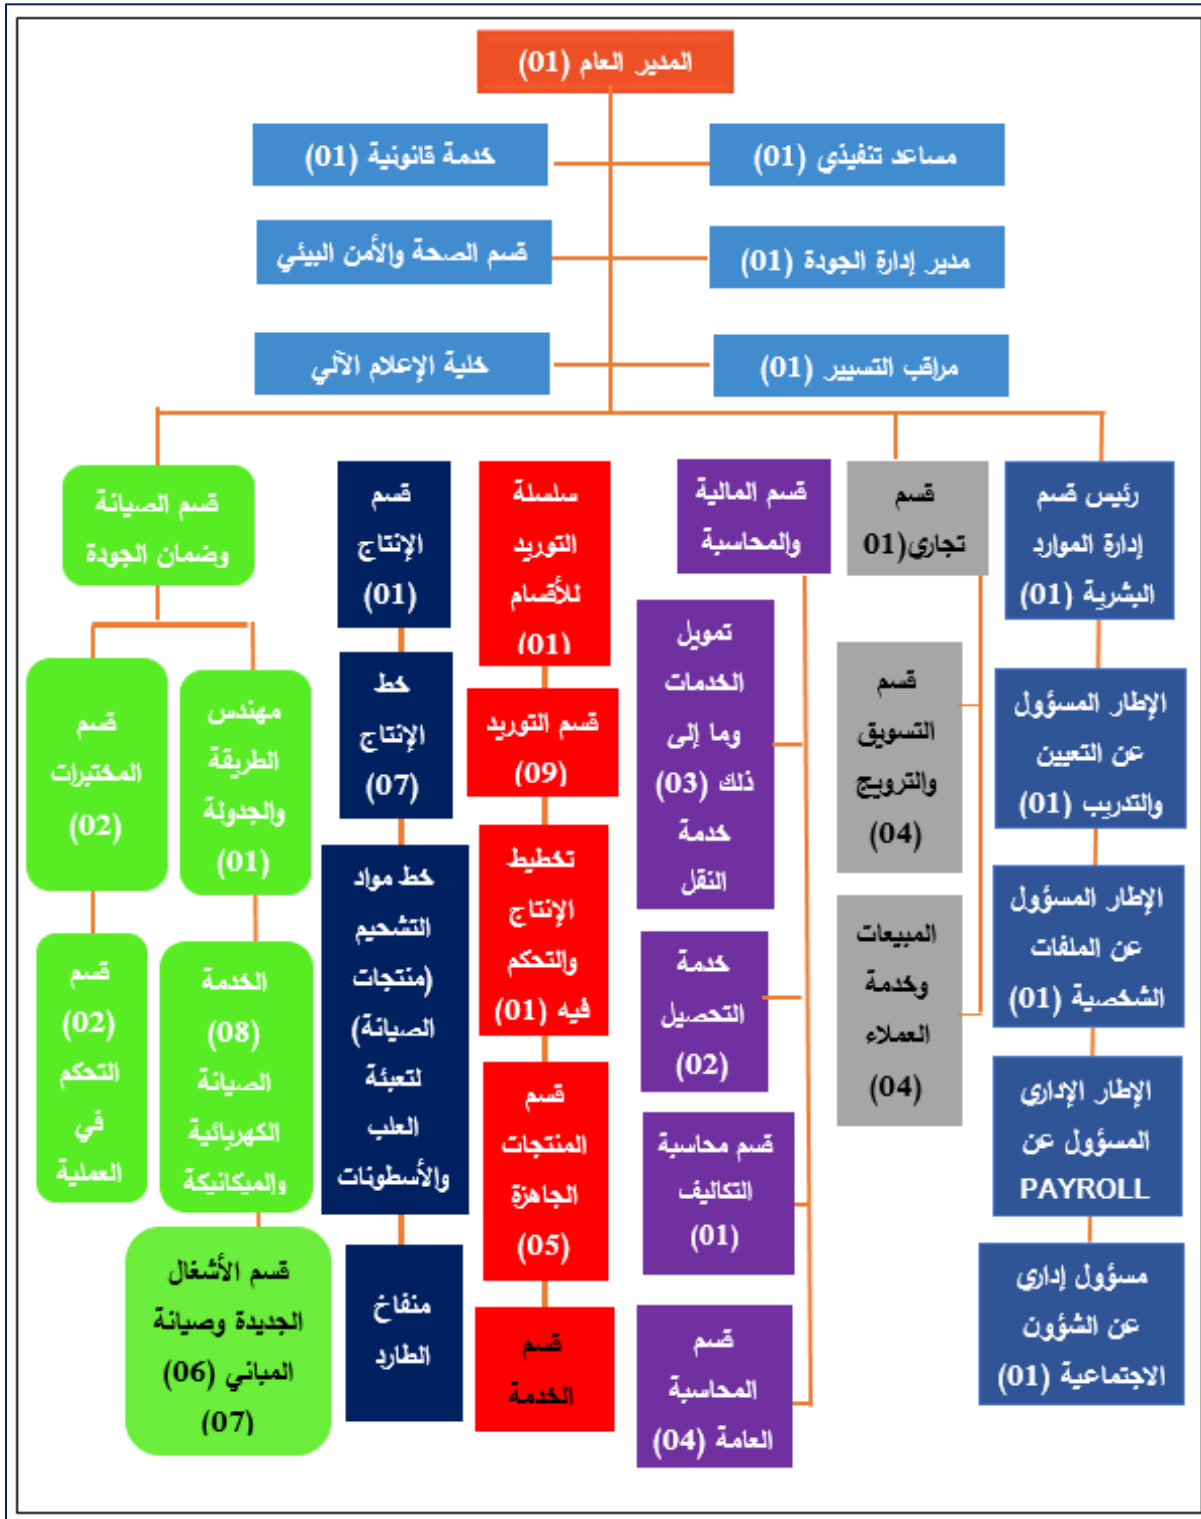 المدير العام (01)
مساعد تنفيذي (01)
خدمة قانونية (01)
مدير إدارة الجودة (01)
قسم الصحة والأمن البيئي
مراقب التسيير (01)
خلية الإعلام الآلي
رئيس قسم
إدارة الموارد
البشرية (01)
الإطار المسؤول
عن التعيين
والتدريب (01)
الإطار المسؤول
عن الملفات
الشخصية (01)
الإطار الإداري
المسؤول عن
PAYROLL
مسؤول إداري
عن الشؤون
الاجتماعية (01)
قسم
تجاري(01
قسم
التسويق
والترويج
(04)
المبيعات
وخدمة
العملاء
(04)
قسم المالية
والمحاسبة
تمويل
الخدمات
وما إلى
ذلك (03)
خدمة
النقل
خدمة
التحصيل
(02)
قسم محاسبة
التكاليف
(01)
قسم
المحاسبة
العامة (04)
سلسلة
التوريد
للأقسام
(01)
قسم التوريد
(09)
تخطيط
الإنتاج
والتحكم
فيه (01)
قسم
المنتجات
الجاهزة
(05)
قسم
الخدمة
قسم
الإنتاج
(01)
خط
الإنتاج
(07)
خط مواد
التشحيم
(منتجات
الصيانة)
لتعبئة
العلب
والأسطونات
منفاخ
الطارد
قسم الصيانة
وضمان الجودة
مهندس
الطريقة
والجدولة
(01)
الخدمة
(08)
الصيانة
الكهربائية
والميكانيكة
قسم الأشغال
الجديدة وصيانة
المباني (06)
(07)
قسم
المختبرات
(02)
قسم
(02)
التحكم
في
العملية